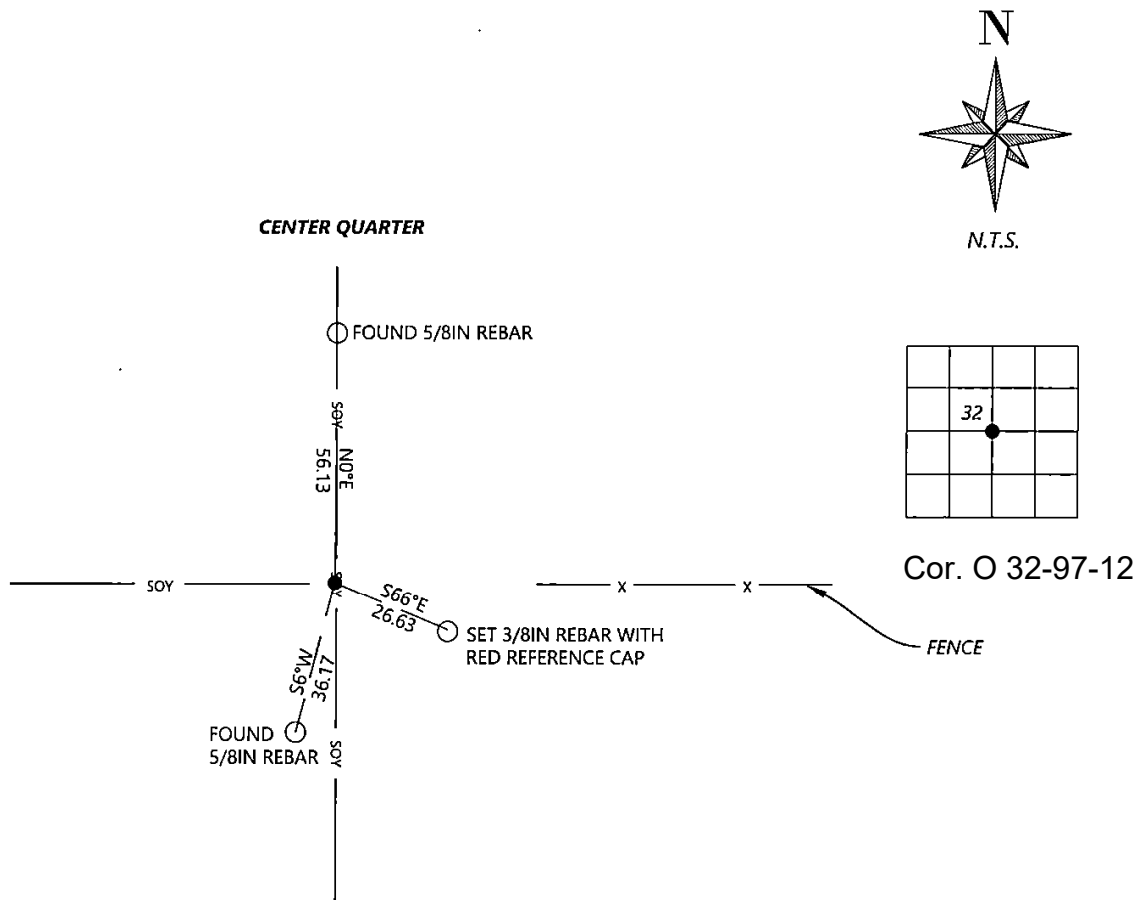 N
N.T.S.
CENTER QUARTER
FOUND 5/8IN REBAR
SOY
N0°E
56.13
32
Cor. O 32-97-12
SOY
SOY
S66°E
26.63
X
X
SET 3/8IN REBAR WITH
RED REFERENCE CAP
FENCE
S6°W
36.17
FOUND
5/8IN REBAR
SOY